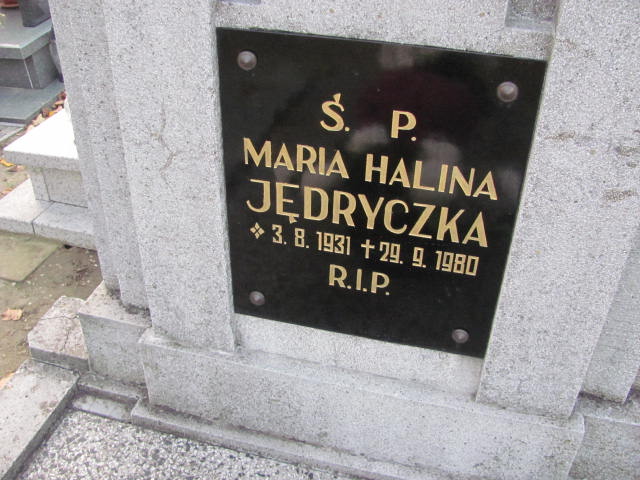 Ś. P.
MARIA HALINA
JĘDRYCZKA
3. 8. 1931 † 29. 9. 1980
R.I.P.